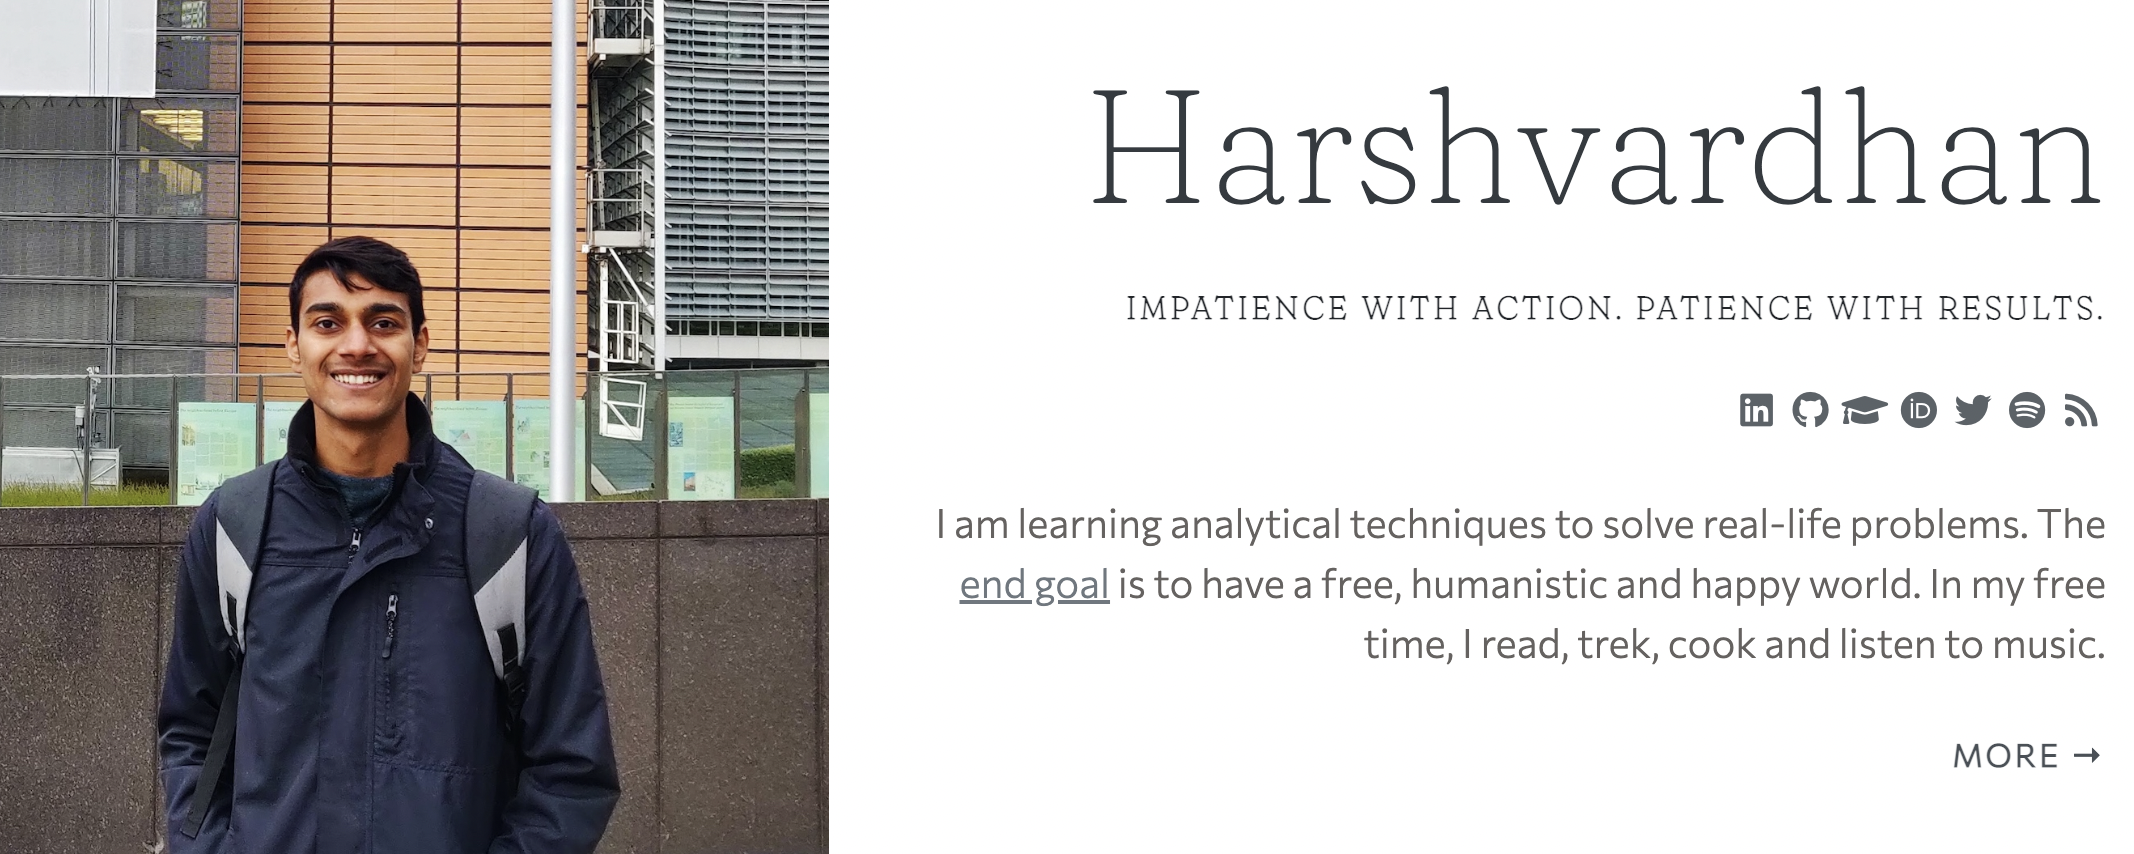 Harshvardhan
IMPATIENCE WITH ACTION. PATIENCE WITH RESULTS.
in iD
I am learning analytical techniques to solve real-life problems. The
end goal is to have a free, humanistic and happy world. In my free
time, I read, trek, cook and listen to music.
MORE →